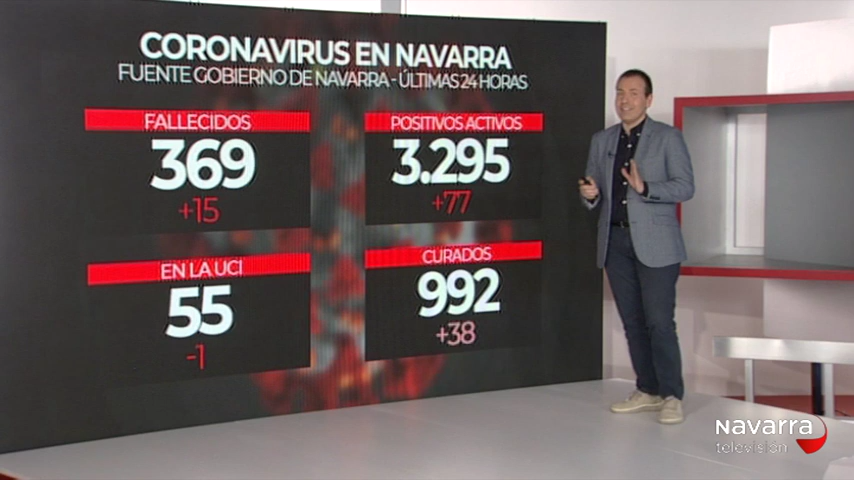 CORONAVIRUS EN NAVARRA
FUENTE GOBIERNO DE NAVARRA - ÚLTIMAS 24 HORAS
FALLECIDOS
369
+15
POSITIVOS ACTIVOS
3.295
+77
EN LA UCI
55
-1
CURADOS
992
+38
Navarra
televisión